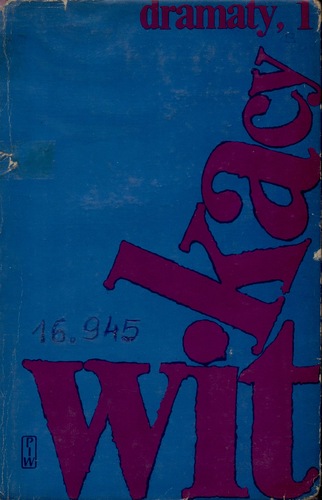 dramaty, 1
witkacy
16.945
PIW